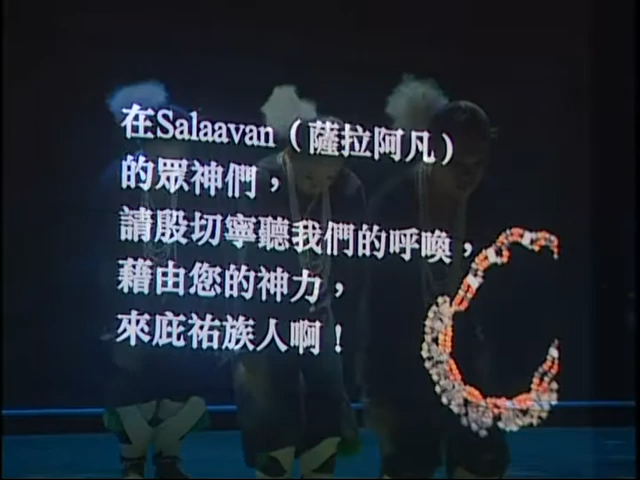 在Salaavan（薩拉阿凡）
的眾神們，
請殷切寧聽我們的呼喚，
藉由您的神力，
來庇祐族人啊！